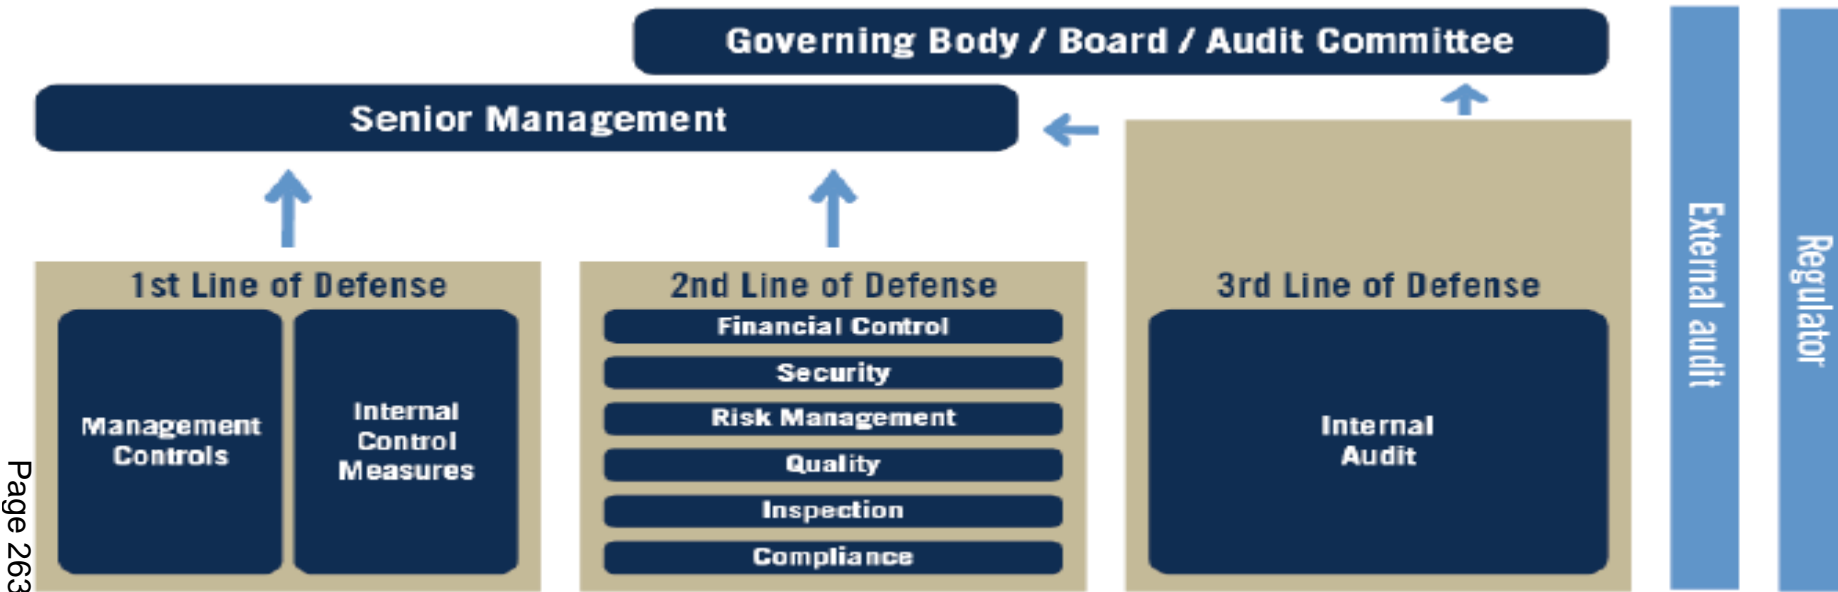 Governing Body / Board / Audit Committee
Senior Management
1st Line of Defense
Management
Controls
Internal
Control
Measures
2nd Line of Defense
Financial Control
Security
Risk Management
Quality
Inspection
Compliance
3rd Line of Defense
Internal
Audit
External audit
Regulator
Page 263